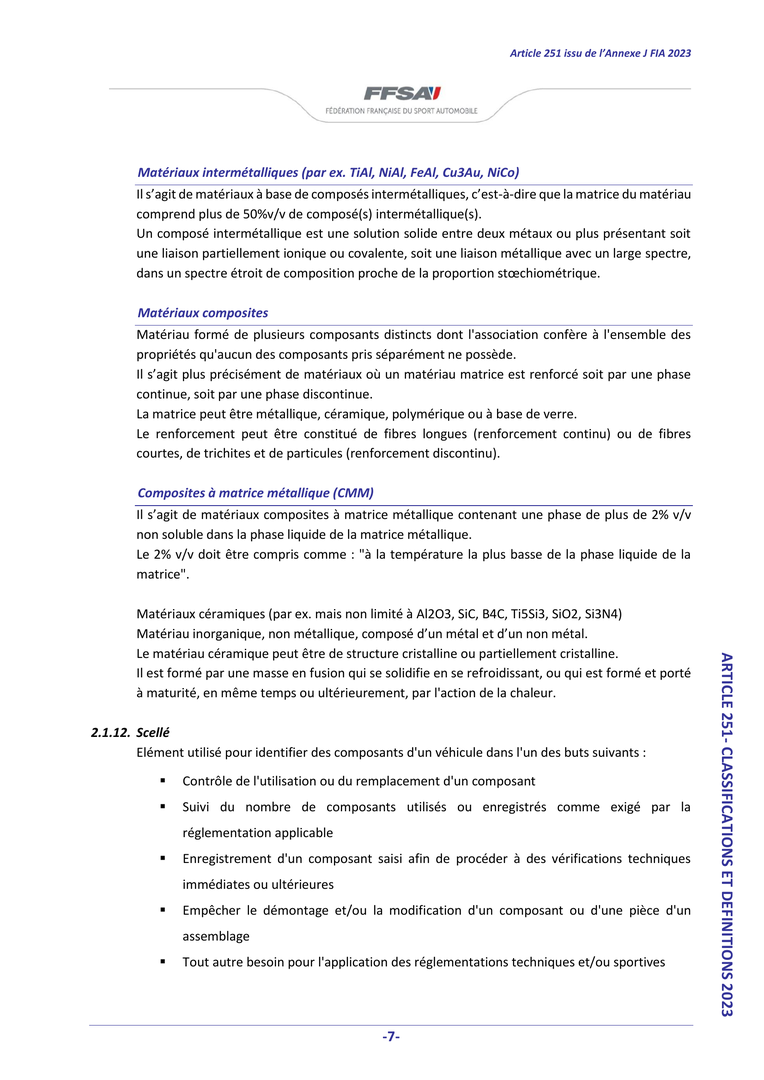 Article 251 issu de l’Annexe J FIA 2023
FFSA
FÉDÉRATION FRANÇAISE DU SPORT AUTOMOBILE
Matériaux intermétalliques (par ex. TiAl, NiAl, FeAl, Cu3Au, NiCo)
Il s’agit de matériaux à base de composés intermétalliques, c’est-à-dire que la matrice du matériau
comprend plus de 50%v/v de composé(s) intermétallique(s).
Un composé intermétallique est une solution solide entre deux métaux ou plus présentant soit
une liaison partiellement ionique ou covalente, soit une liaison métallique avec un large spectre,
dans un spectre étroit de composition proche de la proportion stœchiométrique.
Matériaux composites
Matériau formé de plusieurs composants distincts dont l'association confère à l'ensemble des
propriétés qu'aucun des composants pris séparément ne possède.
Il s’agit plus précisément de matériaux où un matériau matrice est renforcé soit par une phase
continue, soit par une phase discontinue.
La matrice peut être métallique, céramique, polymérique ou à base de verre.
Le renforcement peut être constitué de fibres longues (renforcement continu) ou de fibres
courtes, de trichites et de particules (renforcement discontinu).
Composites à matrice métallique (CMM)
Il s’agit de matériaux composites à matrice métallique contenant une phase de plus de 2% v/v
non soluble dans la phase liquide de la matrice métallique.
Le 2% v/v doit être compris comme : "à la température la plus basse de la phase liquide de la
matrice".
Matériaux céramiques (par ex. mais non limité à Al2O3, SiC, B4C, Ti5Si3, SiO2, Si3N4)
Matériau inorganique, non métallique, composé d’un métal et d’un non métal.
Le matériau céramique peut être de structure cristalline ou partiellement cristalline.
Il est formé par une masse en fusion qui se solidifie en se refroidissant, ou qui est formé et porté
à maturité, en même temps ou ultérieurement, par l'action de la chaleur.
2.1.12. Scellé
Elément utilisé pour identifier des composants d'un véhicule dans l'un des buts suivants :
▪ Contrôle de l'utilisation ou du remplacement d'un composant
▪ Suivi du nombre de composants utilisés ou enregistrés comme exigé par la
réglementation applicable
▪ Enregistrement d'un composant saisi afin de procéder à des vérifications techniques
immédiates ou ultérieures
▪ Empêcher le démontage et/ou la modification d'un composant ou d'une pièce d'un
assemblage
▪ Tout autre besoin pour l'application des réglementations techniques et/ou sportives
ARTICLE 251- CLASSIFICATIONS ET DEFINITIONS 2023
-7-